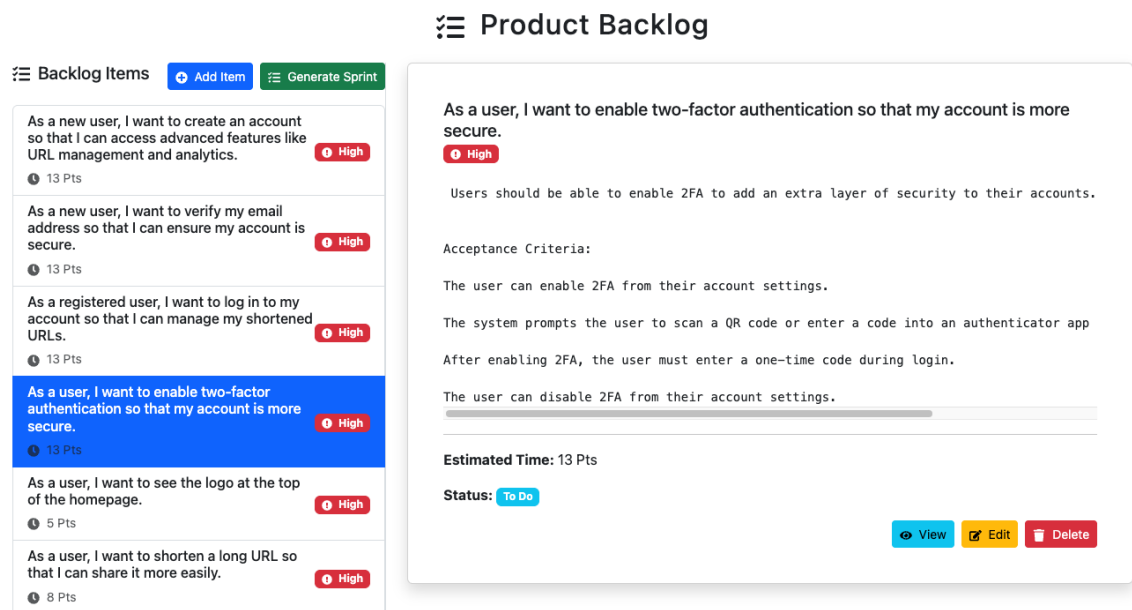 Product Backlog
Backlog Items
Add Item
Generate Sprint
As a new user, I want to create an account
so that I can access advanced features like
URL management and analytics.
High
13 Pts
As a new user, I want to verify my email
address so that I can ensure my account is
secure.
High
13 Pts
As a registered user, I want to log in to my
account so that I can manage my shortened
URLs.
High
13 Pts
As a user, I want to enable two-factor
authentication so that my account is more
secure.
High
13 Pts
As a user, I want to see the logo at the top
of the homepage.
High
5 Pts
As a user, I want to shorten a long URL so
that I can share it more easily.
High
8 Pts
As a user, I want to enable two-factor authentication so that my account is more
secure.
High
Users should be able to enable 2FA to add an extra layer of security to their accounts.
Acceptance Criteria:
The user can enable 2FA from their account settings.
The system prompts the user to scan a QR code or enter a code into an authenticator app
After enabling 2FA, the user must enter a one-time code during login.
The user can disable 2FA from their account settings.
Estimated Time: 13 Pts
Status: To Do
View
Edit
Delete